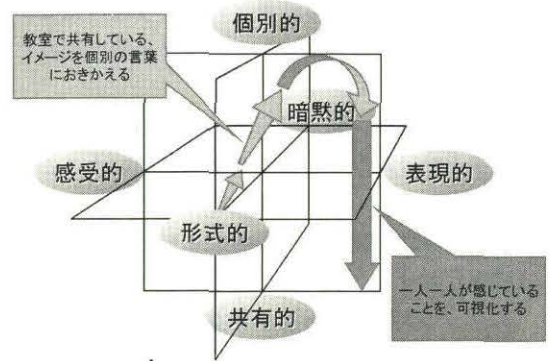 個別的
教室で共有している、
イメージを個別の言葉
におきかえる
暗黙的
感受的
表現的
形式的
一人一人が感じている
ことを、可視化する
共有的